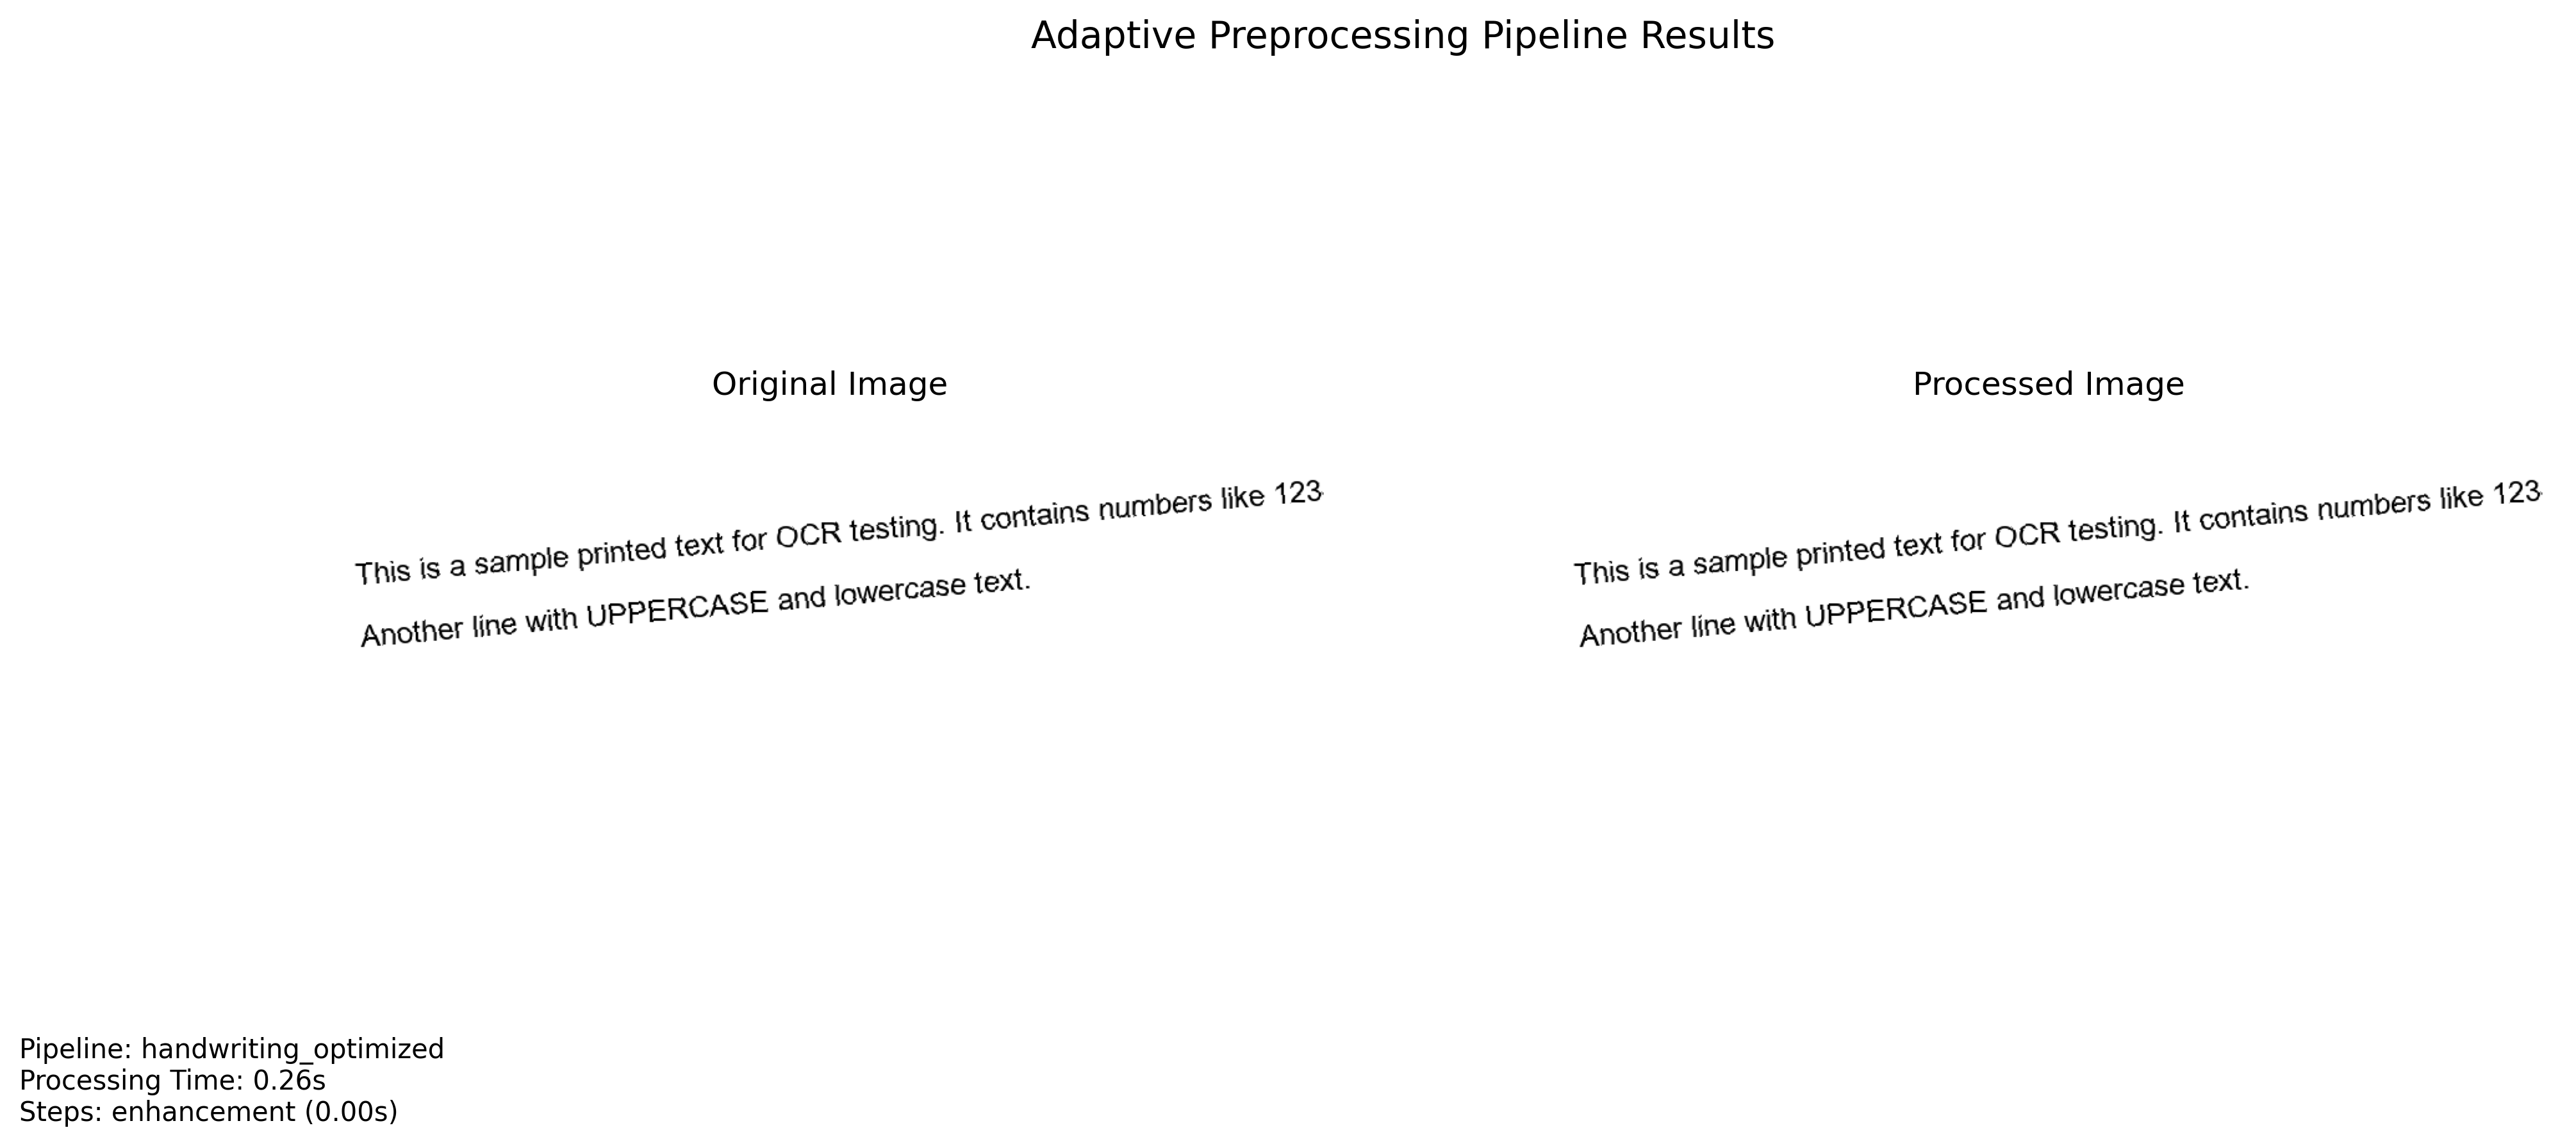 Adaptive Preprocessing Pipeline Results
Original Image
This is a sample printed text for OCR testing. It contains numbers like 123
Another line with UPPERCASE and lowercase text.
Processed Image
This is a sample printed text for OCR testing. It contains numbers like 123
Another line with UPPERCASE and lowercase text.
Pipeline: handwriting_optimized
Processing Time: 0.26s
Steps: enhancement (0.00s)